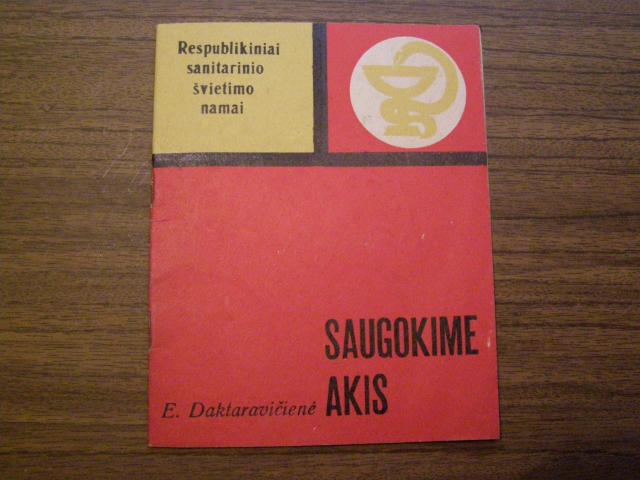 Respublikiniai
sanitarinio
švietimo
namai
SAUGOKIME
AKIS
E. Daktaravičienė